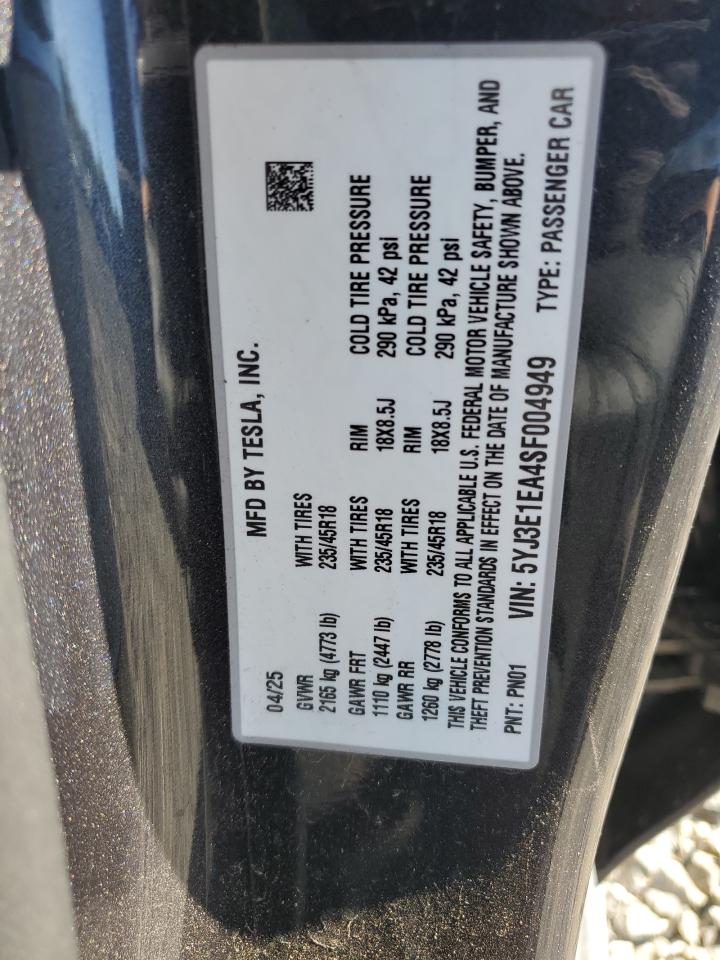 MFD BY TESLA, INC.
04/25
GVWR WITH TIRES
2165 kg (4773 lb) 235/45R18
GAWR FRT WITH TIRES RIM COLD TIRE PRESSURE
1110 kg (2447 lb) 235/45R18 18X8.5J 290 kPa, 42 psi
GAWR RR WITH TIRES RIM COLD TIRE PRESSURE
1260 kg (2778 lb) 235/45R18 18X8.5J 290 kPa, 42 psi
THIS VEHICLE CONFORMS TO ALL APPLICABLE U.S. FEDERAL MOTOR VEHICLE SAFETY, BUMPER, AND
THEFT PREVENTION STANDARDS IN EFFECT ON THE DATE OF MANUFACTURE SHOWN ABOVE.
PNT: PN01 VIN: 5YJ3E1EA4SF004949 TYPE: PASSENGER CAR